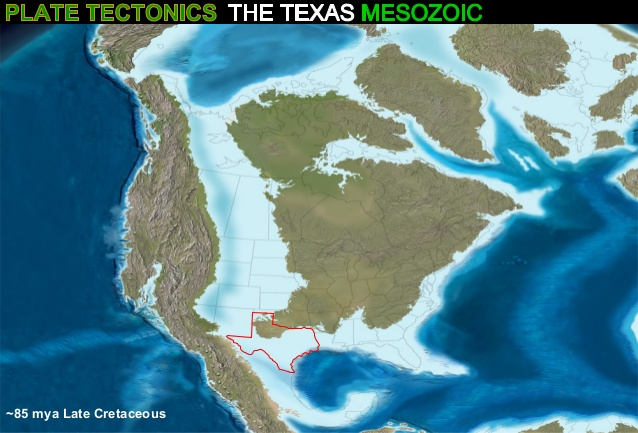 PLATE TECTONICS THE TEXAS MESOZOIC
~85 mya Late Cretaceous